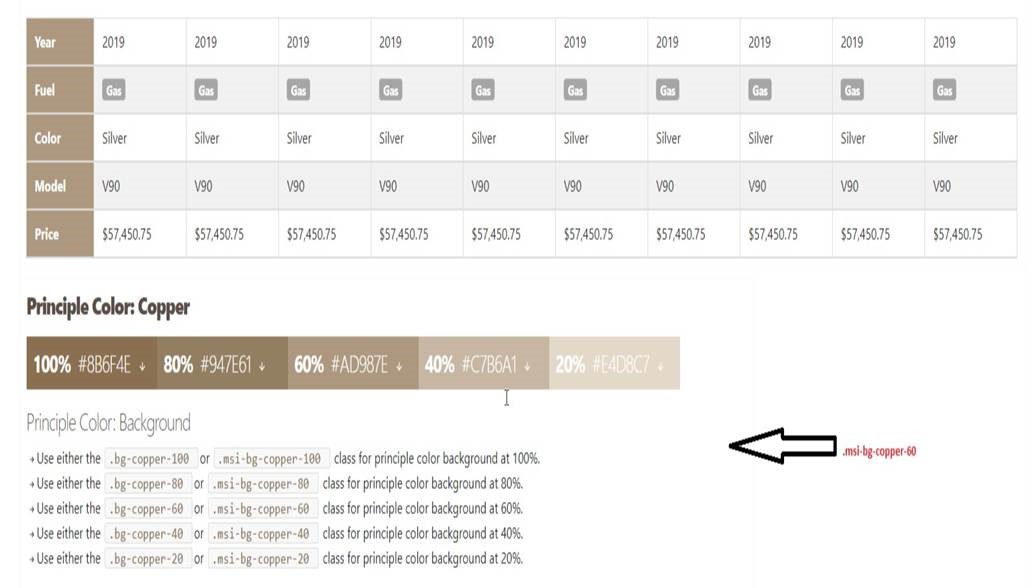 Year 2019 2019 2019 2019 2019 2019 2019 2019 2019 2019
Fuel Gas Gas Gas Gas Gas Gas Gas Gas Gas Gas
Color Silver Silver Silver Silver Silver Silver Silver Silver Silver Silver
Model V90 V90 V90 V90 V90 V90 V90 V90 V90 V90
Price $57,450.75 $57,450.75 $57,450.75 $57,450.75 $57,450.75 $57,450.75 $57,450.75 $57,450.75 $57,450.75 $57,450.75
Principle Color: Copper
100% #8B6F4E ↓ 80% #947E61 ↓ 60% #AD987E ↓ 40% #C7B6A1 ↓ 20% #E4D8C7 ↓
Principle Color: Background
→ Use either the .bg-copper-100 or .msi-bg-copper-100 class for principle color background at 100%.
.msi-bg-copper-60
→ Use either the .bg-copper-80 or .msi-bg-copper-80 class for principle color background at 80%.
→ Use either the .bg-copper-60 or .msi-bg-copper-60 class for principle color background at 60%.
→ Use either the .bg-copper-40 or .msi-bg-copper-40 class for principle color background at 40%.
→ Use either the .bg-copper-20 or .msi-bg-copper-20 class for principle color background at 20%.